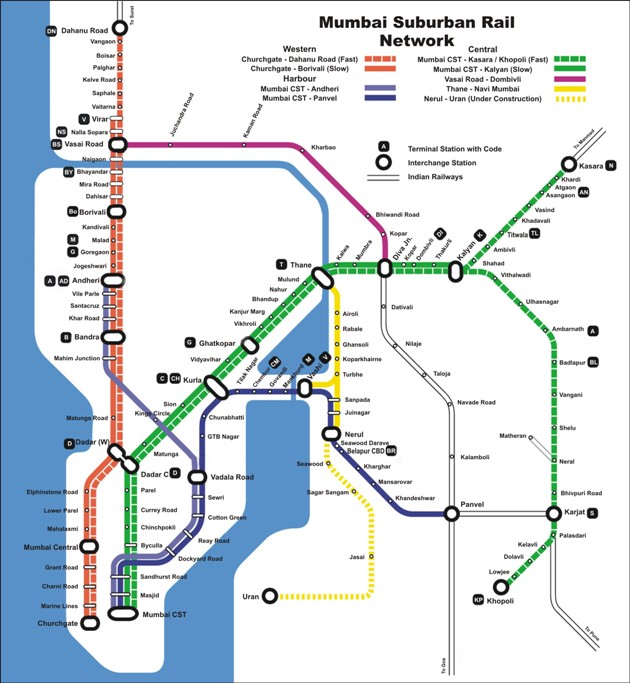 Mumbai Suburban Rail
Network
Western
Churchgate - Dahanu Road (Fast)
Churchgate - Borivali (Slow)
Harbour
Mumbai CST - Andheri
Mumbai CST - Panvel
Central
Mumbai CST - Kasara / Khopoli (Fast)
Mumbai CST - Kalyan (Slow)
Vasai Road - Dombivli
Thane - Navi Mumbai
Nerul - Uran (Under Construction)
A Terminal Station with Code
Interchange Station
Indian Railways
To Surat
DN Dahanu Road
Vangaon
Boisar
Palghar
Kelve Road
Saphale
Vaitarna
V Virar
NS Nalla Sopara
BS Vasai Road
Naigaon
BY Bhayandar
Mira Road
Dahisar
Bo Borivali
Kandivali
M Malad
G Goregaon
Jogeshwari
A AD Andheri
Vile Parle
Santacruz
Khar Road
B Bandra
Mahim Junction
Matunga Road
D Dadar (W)
Elphinstone Road
Lower Parel
Mahalaxmi
Mumbai Central
Grant Road
Charni Road
Marine Lines
Churchgate
Juchandra Road
Kaman Road
Kharbao
Bhiwandi Road
Kopar
Diva Jn.
Kopar
Dombivli DI
Thakurli
Kalyan K
Kalwa
Mumbra
T Thane
Mulund
Nahur
Bhandup
Kanjur Marg
Vikhroli
G Ghatkopar
Vidyavihar
C CH Kurla
Sion
Kings Circle
Matunga
Dadar C D
Parel
Currey Road
Chinchpokli
Byculla
Sandhurst Road
Masjid
Mumbai CST
Tilak Nagar
Chembur CM
Govandi
Mankhurd M
Vashi V
Chunabhatti
GTB Nagar
Vadala Road
Sewri
Cotton Green
Reay Road
Dockyard Road
Airoli
Rabale
Ghansoli
Koparkhairne
Turbhe
Sanpada
Juinagar
Nerul
Seawood Darave
Belapur CBD BR
Kharghar
Mansarovar
Khandeshwar
Panvel
Seawood
Sagar Sangam
Jasai
Uran
Dativali
Nilaje
Taloja
Navade Road
Kalamboli
To Goa
To Manmad
Kasara N
Khardi
Atgaon
Asangaon AN
Vasind
Khadavali
Titwala TL
Ambivli
Shahad
Vithalwadi
Ulhasnagar
Ambarnath A
Badlapur BL
Vangani
Shelu
Matheran
Neral
Bhivpuri Road
Karjat S
Palasdari
Kelavli
Dolavli
Lowjee
KP Khopoli
To Pune